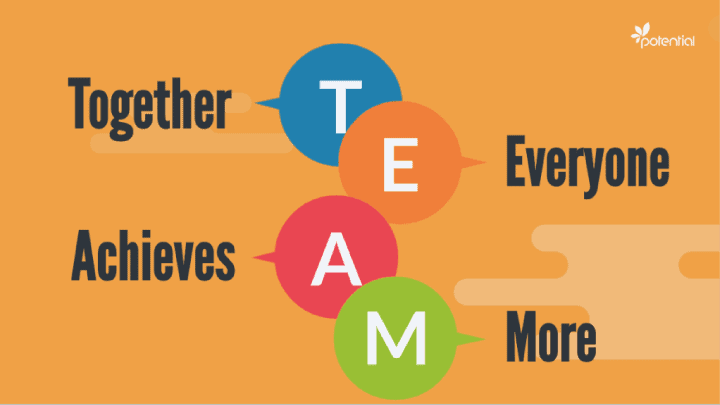 potential
Together
T
E
Everyone
Achieves
A
M
More